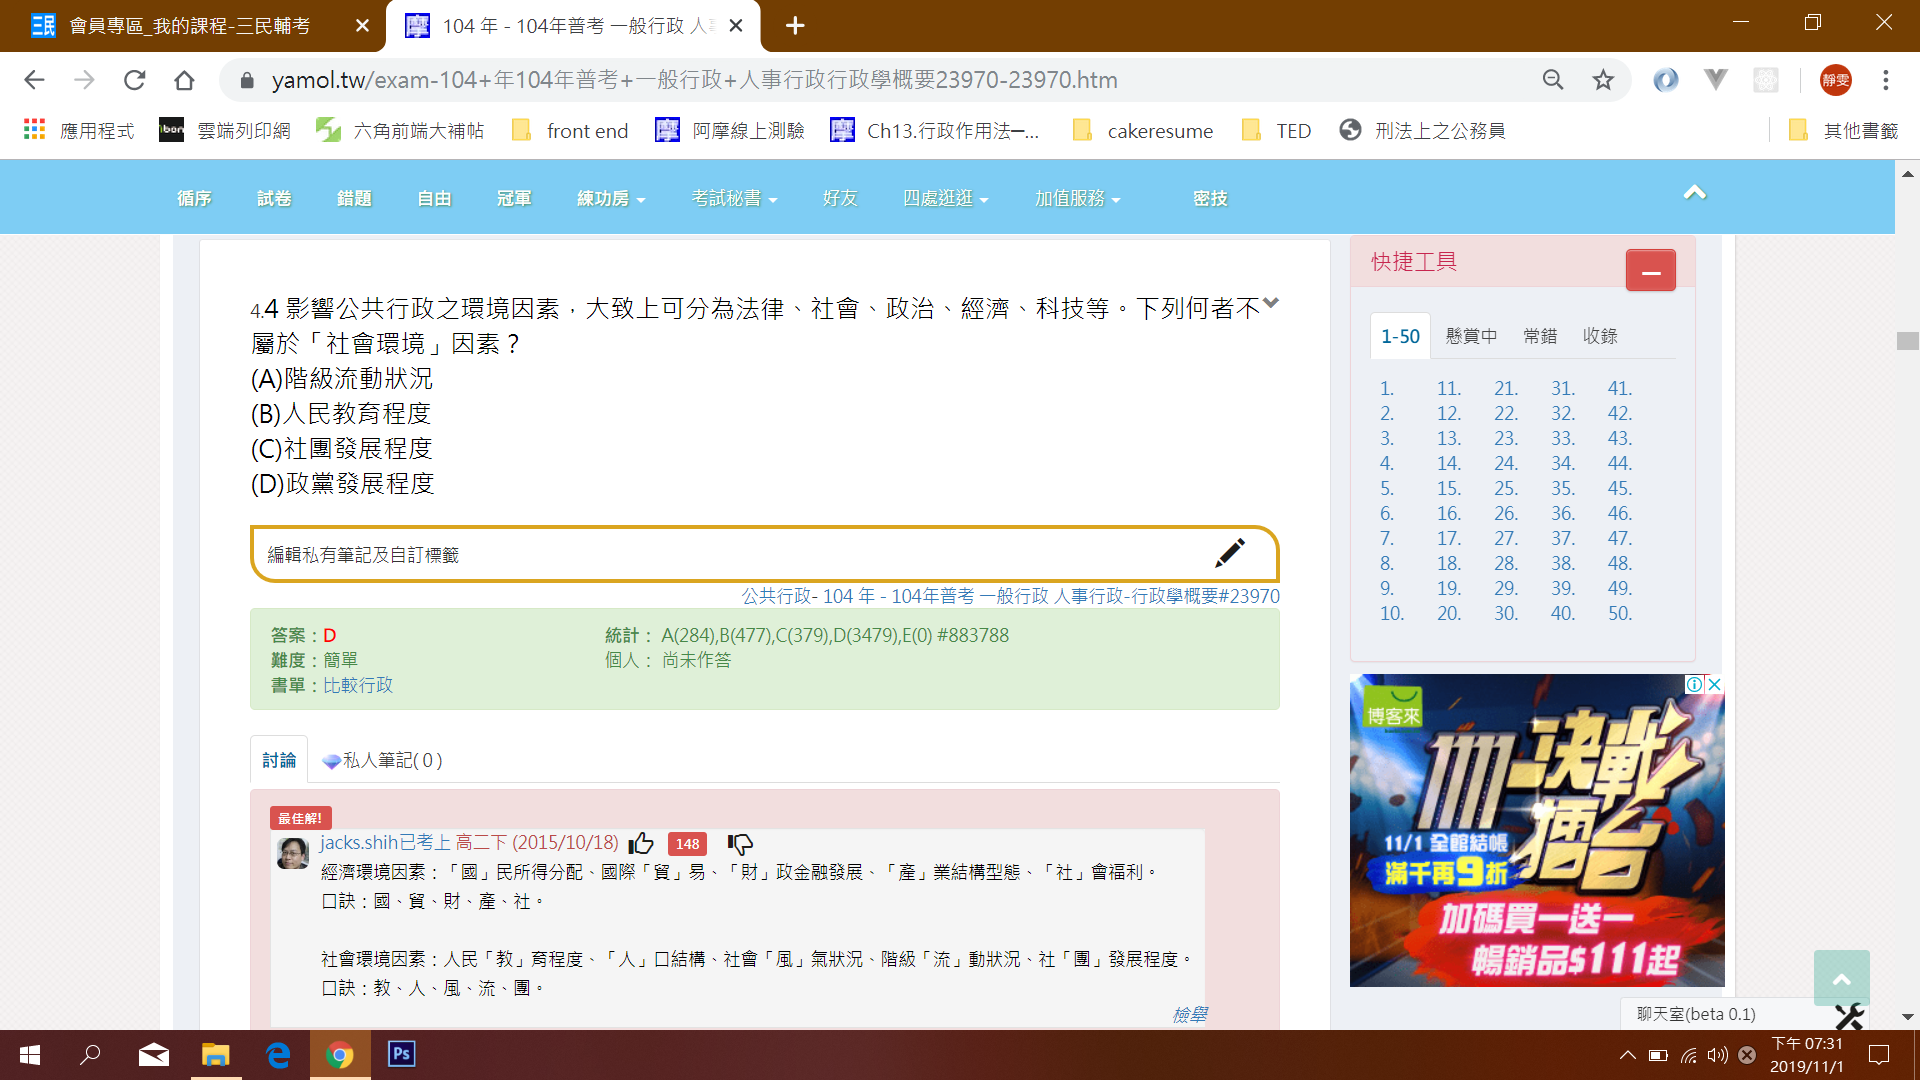 會員專區_我的課程-三民輔考
104 年 - 104年普考 一般行政 人事
yamol.tw/exam-104+年104年普考+一般行政+人事行政行政學概要23970-23970.htm
靜雯
應用程式
ibon
雲端列印網
六角前端大補帖
front end
阿摩線上測驗
Ch13.行政作用法─...
cakeresume
TED
刑法上之公務員
其他書籤
循序 試卷 錯題 自由 冠軍 練功房 考試秘書 好友 四處逛逛 加值服務 密技
4.4 影響公共行政之環境因素，大致上可分為法律、社會、政治、經濟、科技等。下列何者不
屬於「社會環境」因素？
(A)階級流動狀況
(B)人民教育程度
(C)社團發展程度
(D)政黨發展程度
編輯私有筆記及自訂標籤
公共行政- 104 年 - 104年普考 一般行政 人事行政-行政學概要#23970
答案：D
統計： A(284),B(477),C(379),D(3479),E(0) #883788
難度：簡單
個人： 尚未作答
書單：比較行政
討論
私人筆記( 0 )
最佳解!
jacks.shih已考上 高二下 (2015/10/18) 148
經濟環境因素：「國」民所得分配、國際「貿」易、「財」政金融發展、「產」業結構型態、「社」會福利。
口訣：國、貿、財、產、社。
社會環境因素：人民「教」育程度、「人」口結構、社會「風」氣狀況、階級「流」動狀況、社「團」發展程度。
口訣：教、人、風、流、團。
檢舉
快捷工具
1-50 懸賞中 常錯 收錄
1. 11. 21. 31. 41.
2. 12. 22. 32. 42.
3. 13. 23. 33. 43.
4. 14. 24. 34. 44.
5. 15. 25. 35. 45.
6. 16. 26. 36. 46.
7. 17. 27. 37. 47.
8. 18. 28. 38. 48.
9. 19. 29. 39. 49.
10. 20. 30. 40. 50.
博客來
1111決戰
擂台
11/1 全館結帳
滿千再9折
加碼買一送一
暢銷品$111起
聊天室(beta 0.1)
Ps
下午 07:31
2019/11/1